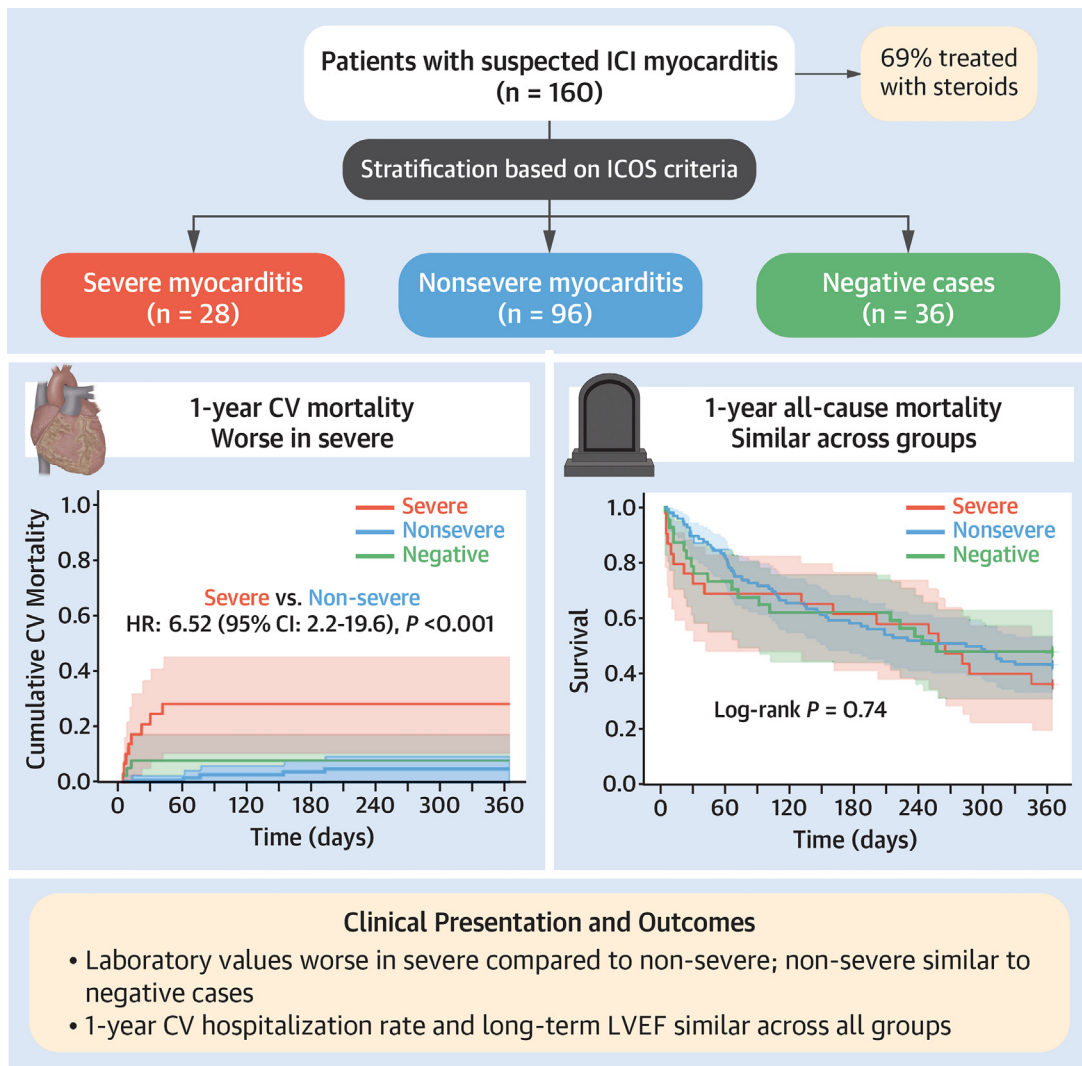 Patients with suspected ICI myocarditis
(n = 160)
69% treated
with steroids
Stratification based on ICOS criteria
Severe myocarditis
(n = 28)
Nonsevere myocarditis
(n = 96)
Negative cases
(n = 36)
1-year CV mortality
Worse in severe
Cumulative CV Mortality
1.0
0.8
0.6
0.4
0.2
0.0
Severe
Nonsevere
Negative
Severe vs. Non-severe
HR: 6.52 (95% CI: 2.2-19.6), P <0.001
0 60 120 180 240 300 360
Time (days)
1-year all-cause mortality
Similar across groups
Survival
1.0
0.8
0.6
0.4
0.2
0.0
Severe
Nonsevere
Negative
Log-rank P = 0.74
0 60 120 180 240 300 360
Time (days)
Clinical Presentation and Outcomes
• Laboratory values worse in severe compared to non-severe; non-severe similar to
negative cases
• 1-year CV hospitalization rate and long-term LVEF similar across all groups